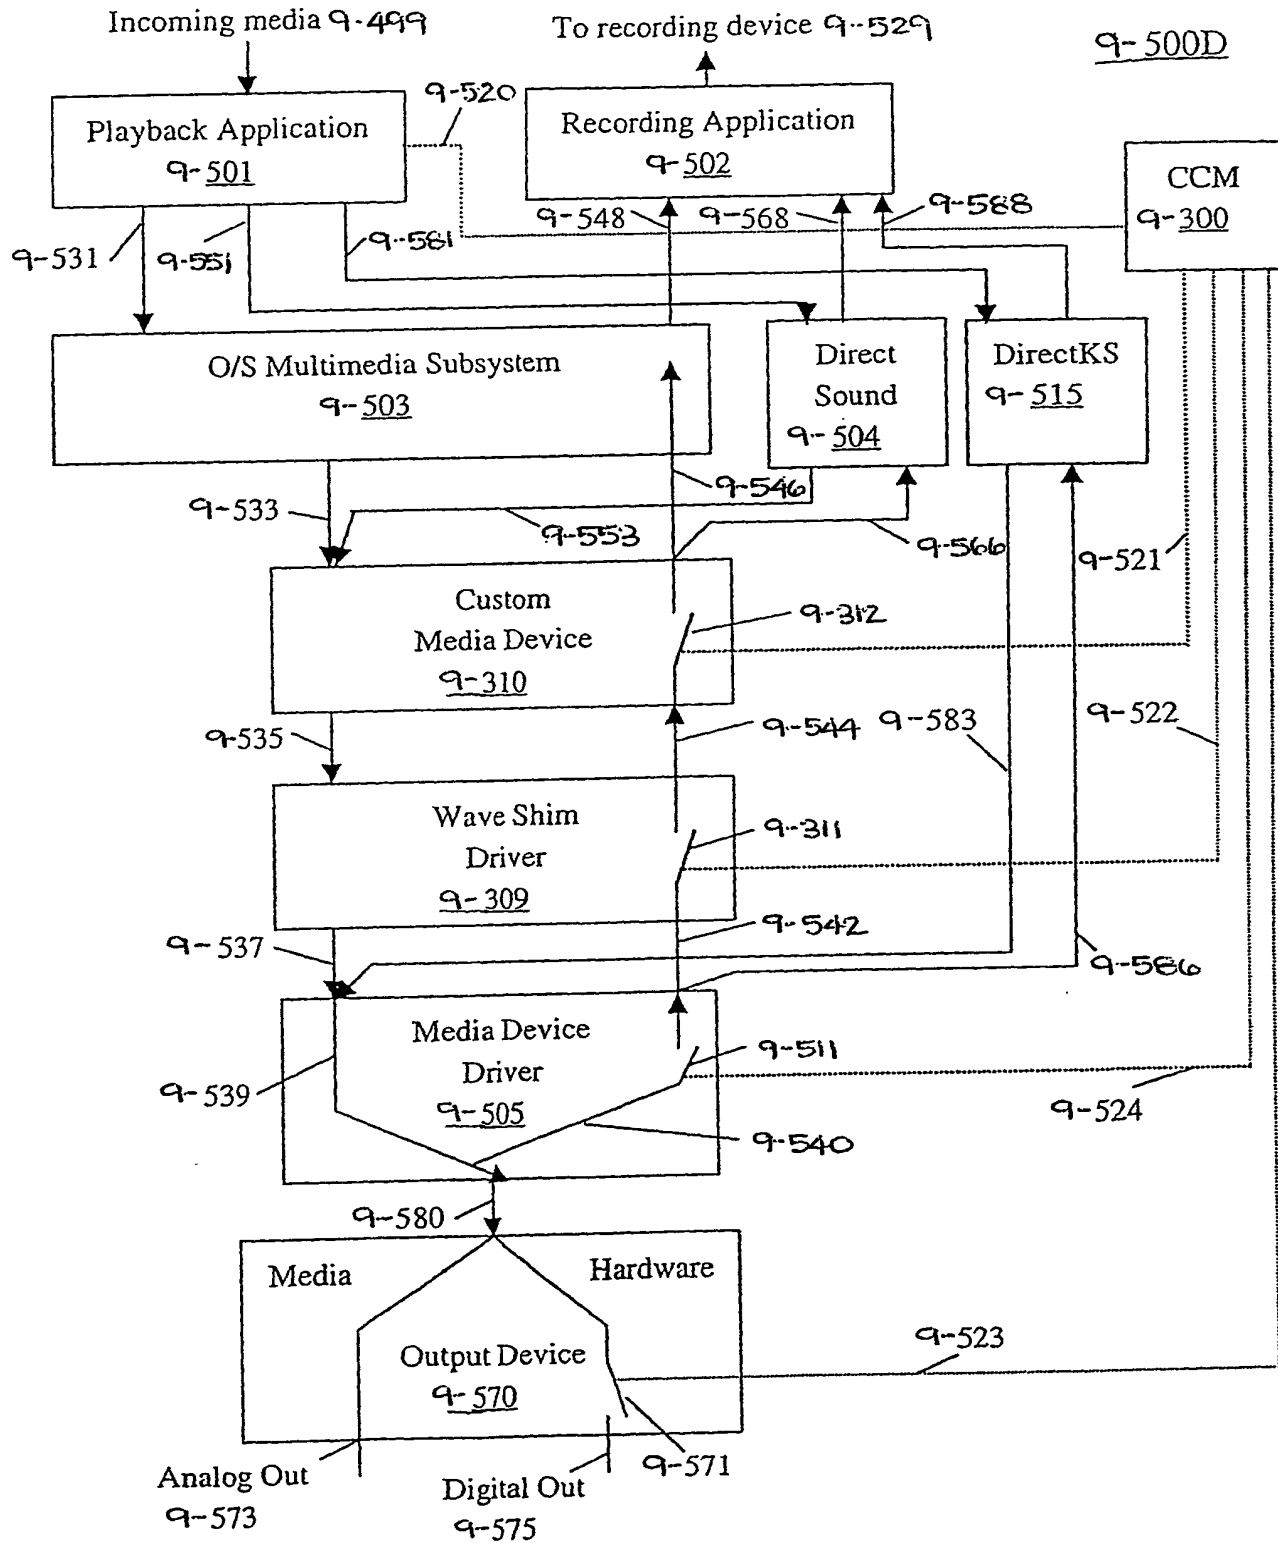 Incoming media 9-499
To recording device 9-529
9-500D
9-520
Playback Application
9-501
Recording Application
9-502
CCM
9-300
9-548
9-568
9-588
9-531
9-551
9-581
O/S Multimedia Subsystem
9-503
Direct
Sound
9-504
DirectKS
9-515
9-533
9-546
9-553
9-566
9-521
Custom
Media Device
9-310
9-312
9-535
9-544
9-583
9-522
Wave Shim
Driver
9-309
9-311
9-537
9-542
9-586
Media Device
Driver
9-505
9-511
9-539
9-524
9-540
9-580
Media
Hardware
Output Device
9-570
9-523
9-571
Analog Out
9-573
Digital Out
9-575